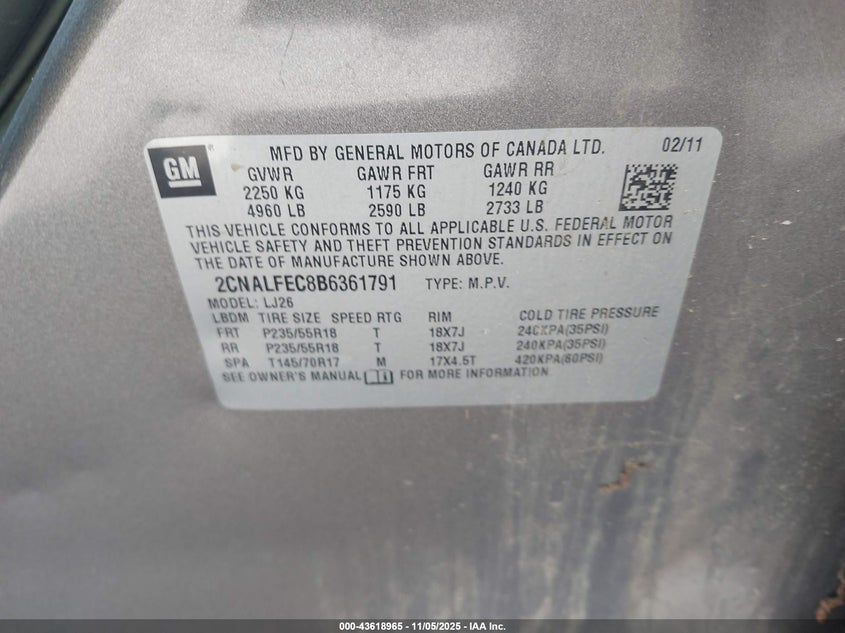 GM ® MFD BY GENERAL MOTORS OF CANADA LTD. 02/11
GVWR GAWR FRT GAWR RR
2250 KG 1175 KG 1240 KG
4960 LB 2590 LB 2733 LB
THIS VEHICLE CONFORMS TO ALL APPLICABLE U.S. FEDERAL MOTOR
VEHICLE SAFETY AND THEFT PREVENTION STANDARDS IN EFFECT ON
THE DATE OF MANUFACTURE SHOWN ABOVE.
2CNALFEC8B6361791 TYPE: M.P.V.
MODEL: LJ26
LBDM TIRE SIZE SPEED RTG RIM COLD TIRE PRESSURE
FRT P235/55R18 T 18X7J 240KPA(35PSI)
RR P235/55R18 T 18X7J 240KPA(35PSI)
SPA T145/70R17 M 17X4.5T 420KPA(60PSI)
SEE OWNER'S MANUAL FOR MORE INFORMATION
000-43618965 - 11/05/2025 - IAA Inc.